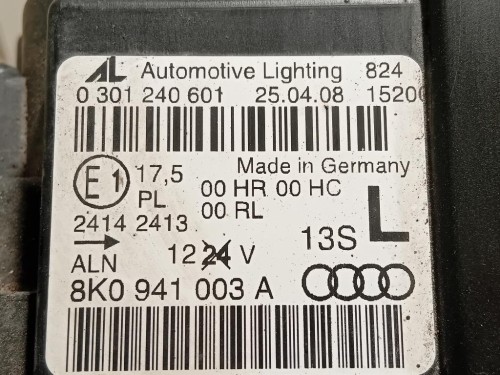 AL Automotive Lighting 824
0 301 240 601 25.04.08 1520
Made in Germany
E1 17,5 00 HR 00 HC
PL 00 RL
2414 2413
12 24 V 13S L
ALN
8K0 941 003 A